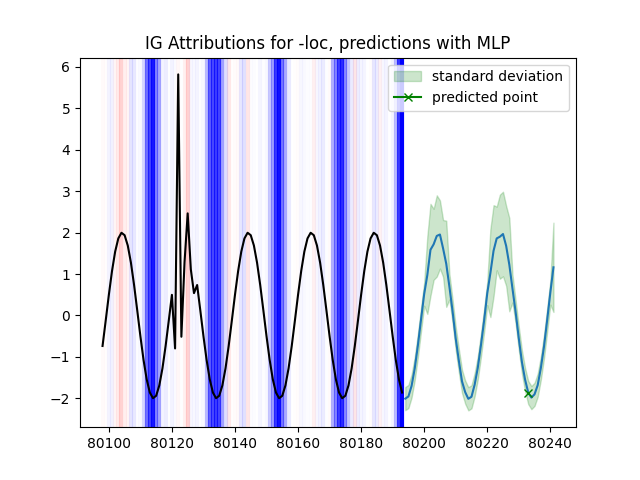 IG Attributions for -loc, predictions with MLP
standard deviation
predicted point
6
5
4
3
2
1
0
−1
−2
80100 80120 80140 80160 80180 80200 80220 80240